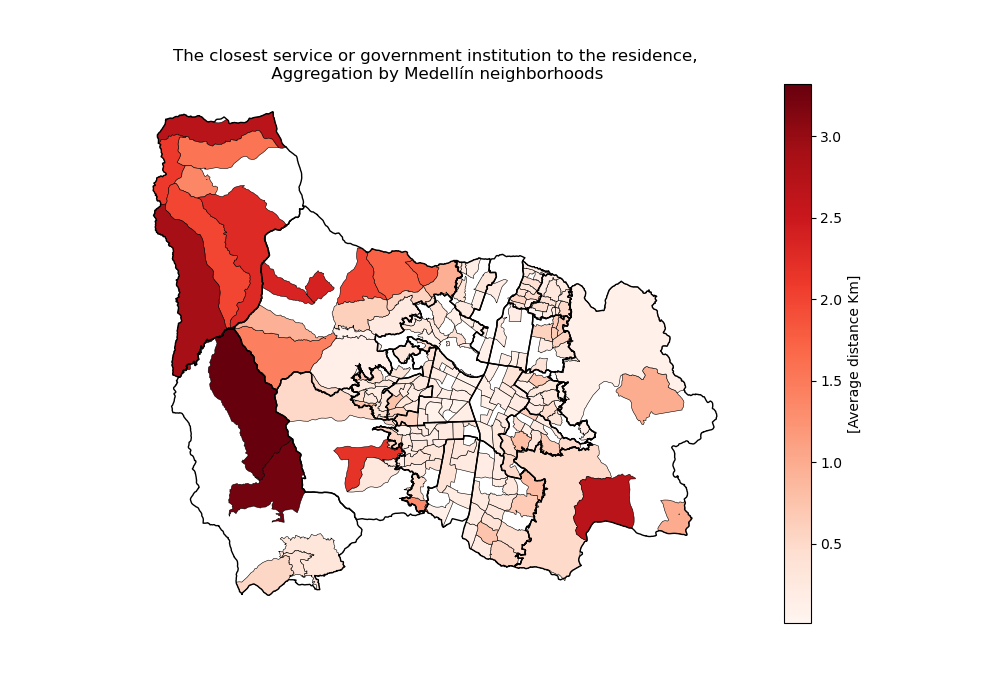 The closest service or government institution to the residence,
Aggregation by Medellín neighborhoods
3.0
2.5
2.0
1.5
1.0
0.5
[Average distance Km]